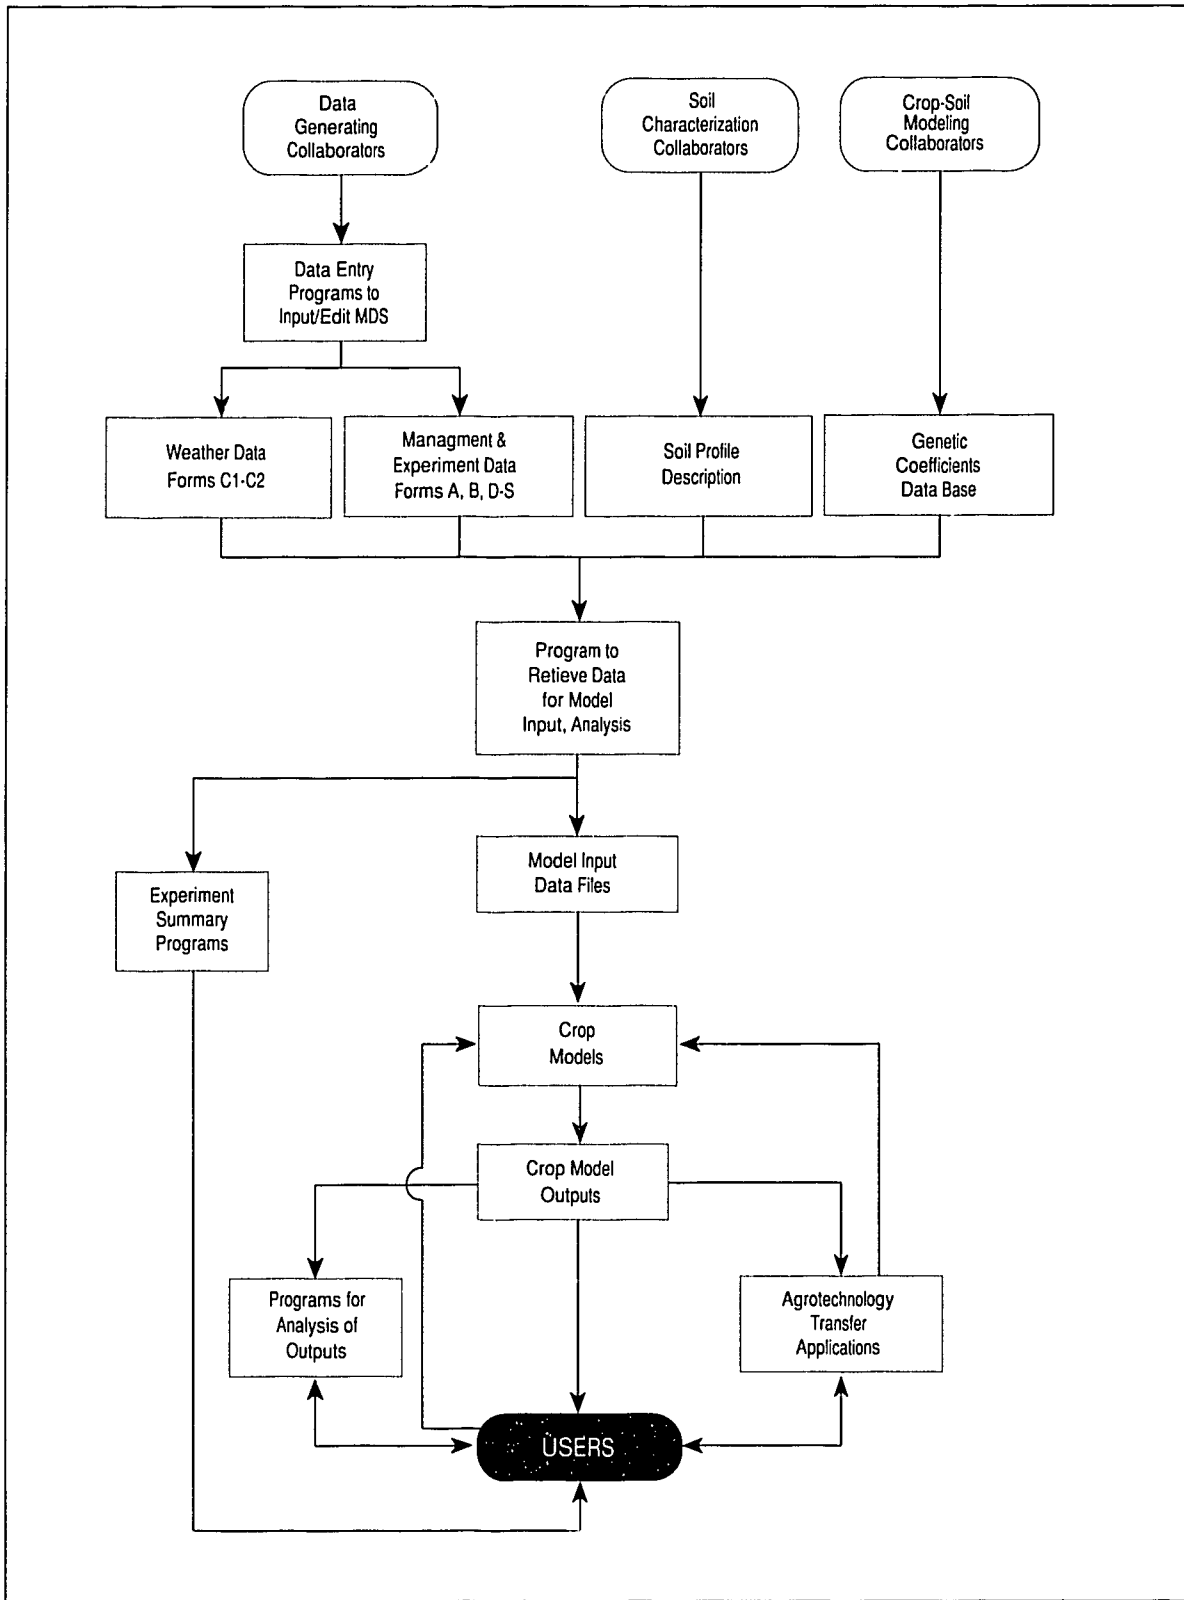 Data
Generating
Collaborators
Soil
Characterization
Collaborators
Crop-Soil
Modeling
Collaborators
Data Entry
Programs to
Input/Edit MDS
Weather Data
Forms C1-C2
Managment &
Experiment Data
Forms A, B, D-S
Soil Profile
Description
Genetic
Coefficients
Data Base
Program to
Retieve Data
for Model
Input, Analysis
Model Input
Data Files
Experiment
Summary
Programs
Crop
Models
Crop Model
Outputs
Programs for
Analysis of
Outputs
Agrotechnology
Transfer
Applications
USERS